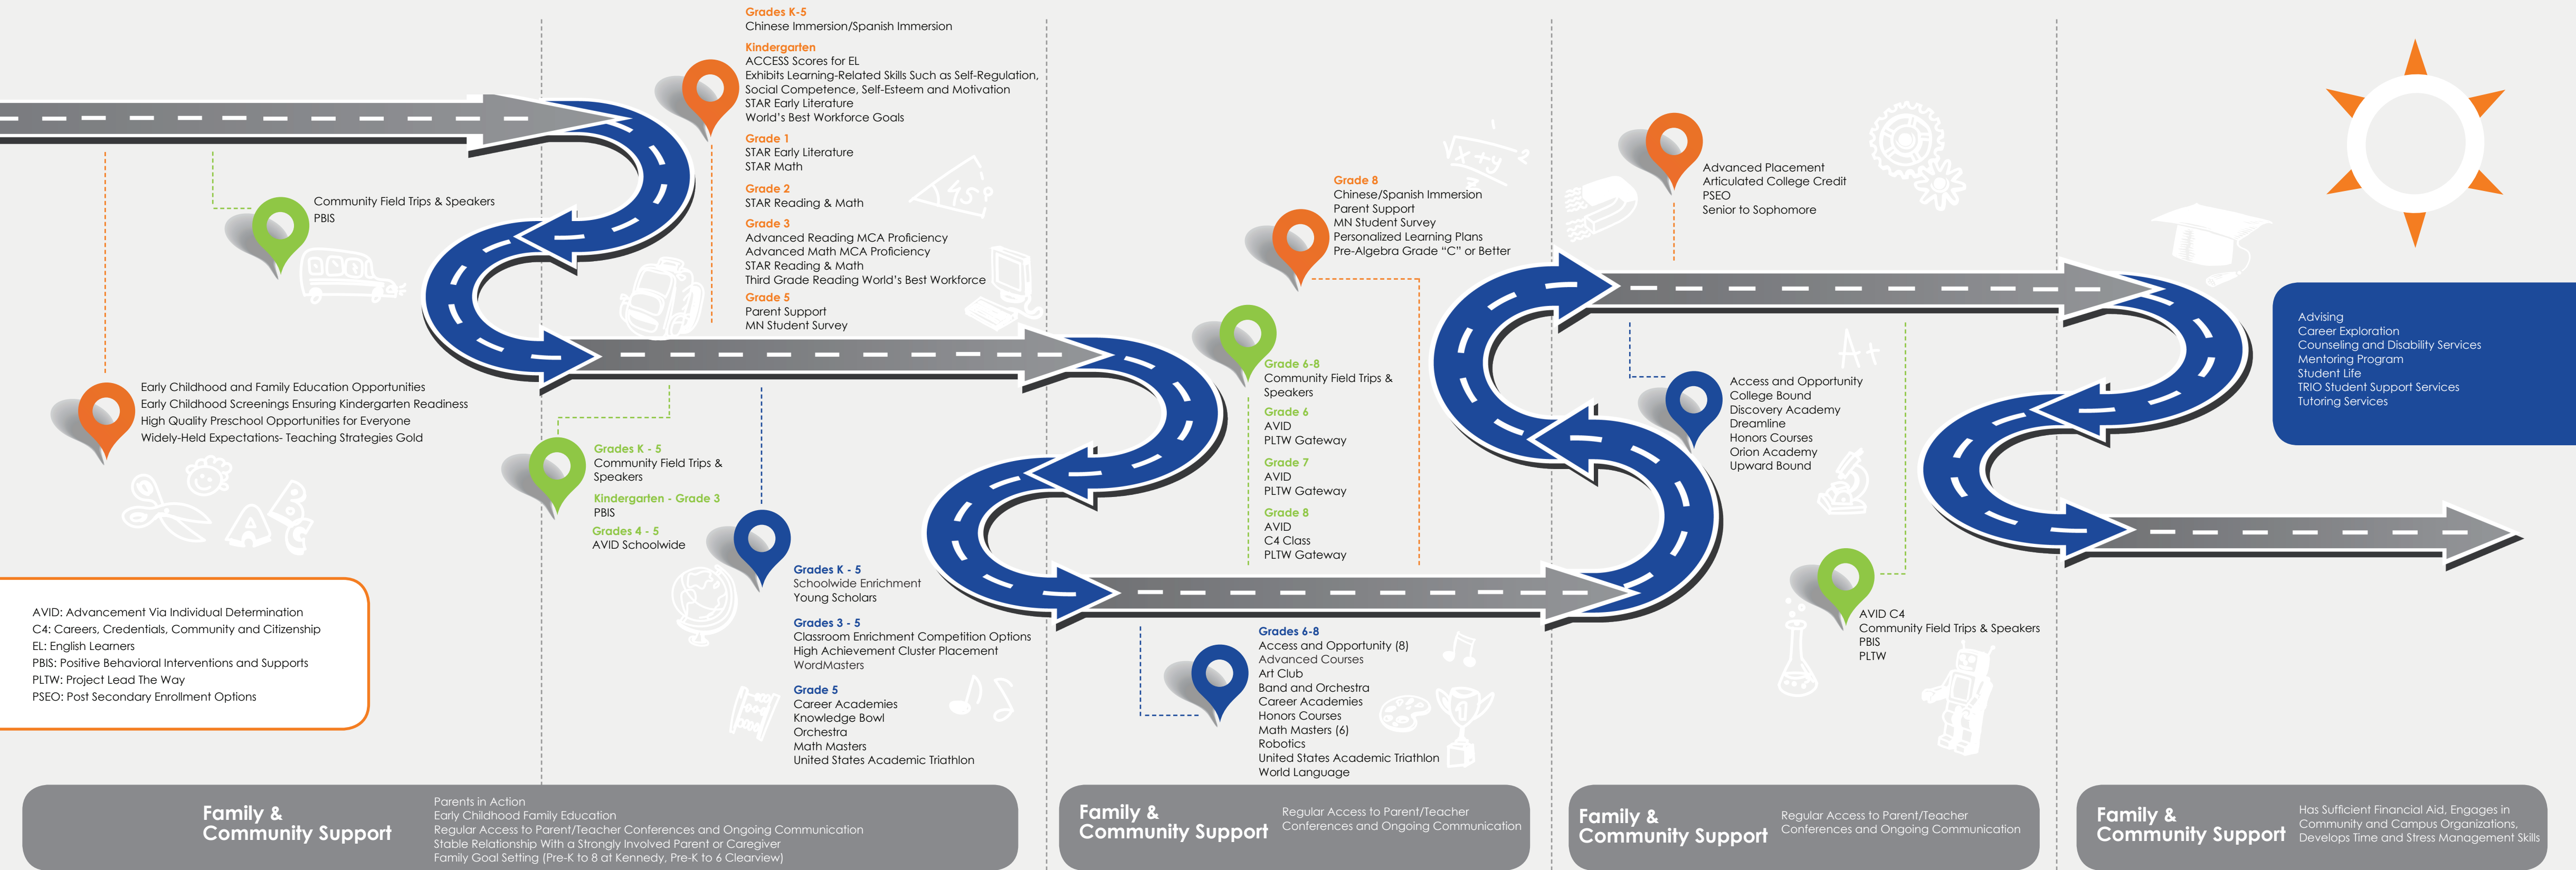 Community Field Trips & Speakers
PBIS
Early Childhood and Family Education Opportunities
Early Childhood Screenings Ensuring Kindergarten Readiness
High Quality Preschool Opportunities for Everyone
Widely-Held Expectations- Teaching Strategies Gold
ABC
AVID: Advancement Via Individual Determination
C4: Careers, Credentials, Community and Citizenship
EL: English Learners
PBIS: Positive Behavioral Interventions and Supports
PLTW: Project Lead The Way
PSEO: Post Secondary Enrollment Options
Grades K-5
Chinese Immersion/Spanish Immersion
Kindergarten
ACCESS Scores for EL
Exhibits Learning-Related Skills Such as Self-Regulation,
Social Competence, Self-Esteem and Motivation
STAR Early Literature
World's Best Workforce Goals
Grade 1
STAR Early Literature
STAR Math
Grade 2
STAR Reading & Math
Grade 3
Advanced Reading MCA Proficiency
Advanced Math MCA Proficiency
STAR Reading & Math
Third Grade Reading World's Best Workforce
Grade 5
Parent Support
MN Student Survey
45°
Grades K - 5
Community Field Trips &
Speakers
Kindergarten - Grade 3
PBIS
Grades 4 - 5
AVID Schoolwide
Grades K - 5
Schoolwide Enrichment
Young Scholars
Grades 3 - 5
Classroom Enrichment Competition Options
High Achievement Cluster Placement
WordMasters
Grade 5
Career Academies
Knowledge Bowl
Orchestra
Math Masters
United States Academic Triathlon
√x+y 2
2
Grade 8
Chinese/Spanish Immersion
Parent Support
MN Student Survey
Personalized Learning Plans
Pre-Algebra Grade “C” or Better
Grade 6-8
Community Field Trips &
Speakers
Grade 6
AVID
PLTW Gateway
Grade 7
AVID
PLTW Gateway
Grade 8
AVID
C4 Class
PLTW Gateway
Grades 6-8
Access and Opportunity (8)
Advanced Courses
Art Club
Band and Orchestra
Career Academies
Honors Courses
Math Masters (6)
Robotics
United States Academic Triathlon
World Language
1
Advanced Placement
Articulated College Credit
PSEO
Senior to Sophomore
A+
Access and Opportunity
College Bound
Discovery Academy
Dreamline
Honors Courses
Orion Academy
Upward Bound
AVID C4
Community Field Trips & Speakers
PBIS
PLTW
Advising
Career Exploration
Counseling and Disability Services
Mentoring Program
Student Life
TRIO Student Support Services
Tutoring Services
Family &
Community Support
Parents in Action
Early Childhood Family Education
Regular Access to Parent/Teacher Conferences and Ongoing Communication
Stable Relationship With a Strongly Involved Parent or Caregiver
Family Goal Setting (Pre-K to 8 at Kennedy, Pre-K to 6 Clearview)
Family &
Community Support
Regular Access to Parent/Teacher
Conferences and Ongoing Communication
Family &
Community Support
Regular Access to Parent/Teacher
Conferences and Ongoing Communication
Family &
Community Support
Has Sufficient Financial Aid, Engages in
Community and Campus Organizations,
Develops Time and Stress Management Skills